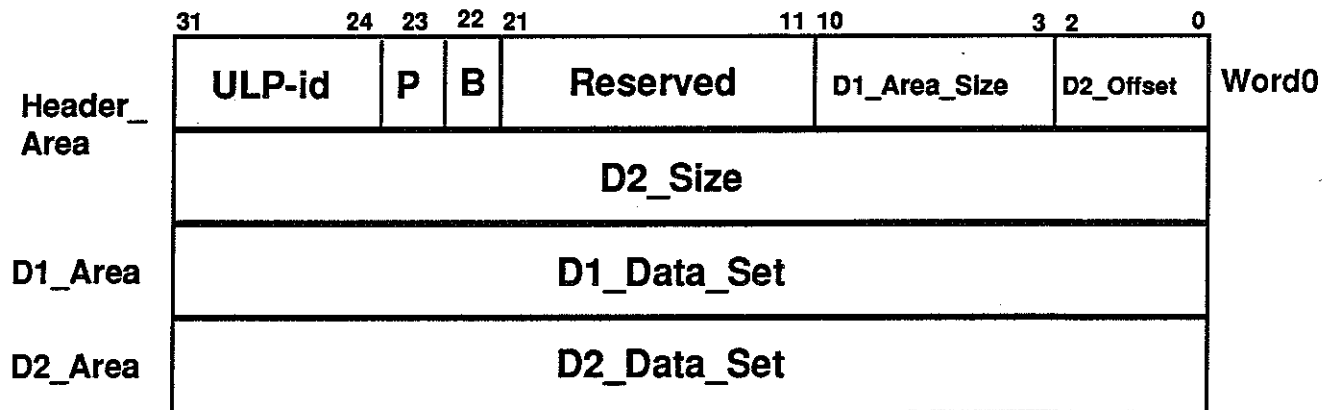 31 24 23 22 21 11 10 3 2 0
ULP-id P B Reserved D1_Area_Size D2_Offset Word0
Header_
Area
D2_Size
D1_Area D1_Data_Set
D2_Area D2_Data_Set